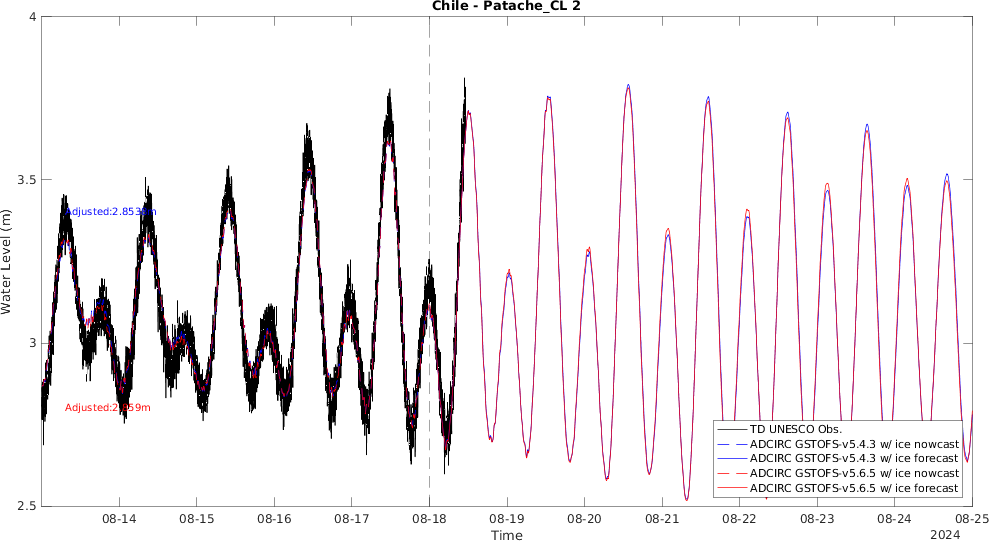 Chile - Patache_CL 2
Water Level (m)
4
3.5
3
2.5
Adjusted:
Adjusted:
TD UNESCO Obs.
ADCIRC GSTOFS-v5.4.3 w/ ice nowcast
ADCIRC GSTOFS-v5.4.3 w/ ice forecast
ADCIRC GSTOFS-v5.6.5 w/ ice nowcast
ADCIRC GSTOFS-v5.6.5 w/ ice forecast
08-14 08-15 08-16 08-17 08-18 08-19 08-20 08-21 08-22 08-23 08-24 08-25
Time
2024